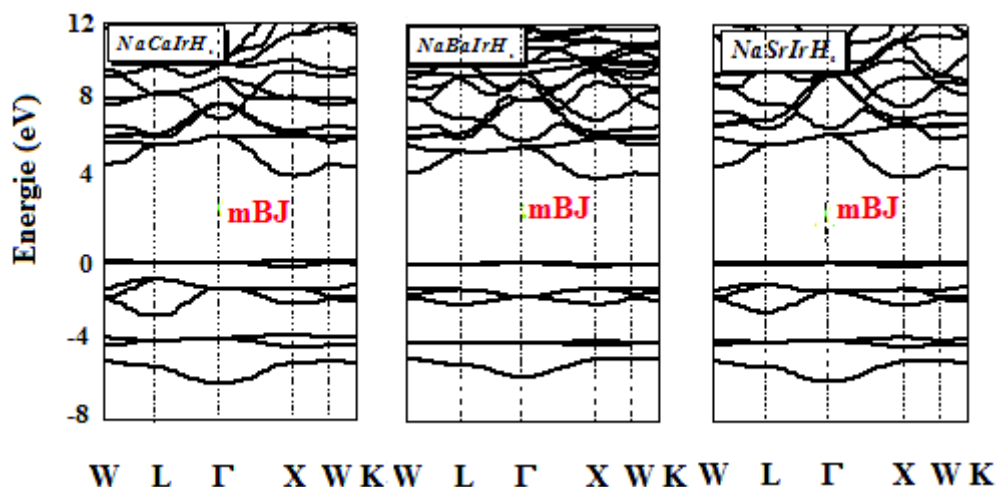 12
8
4
0
-4
-8
Energie (eV)
NaCaIrH
NaBaIrH
NaSrIrH
mBJ
mBJ
mBJ
W L Γ X W K
W L Γ X W K
W L Γ X W K